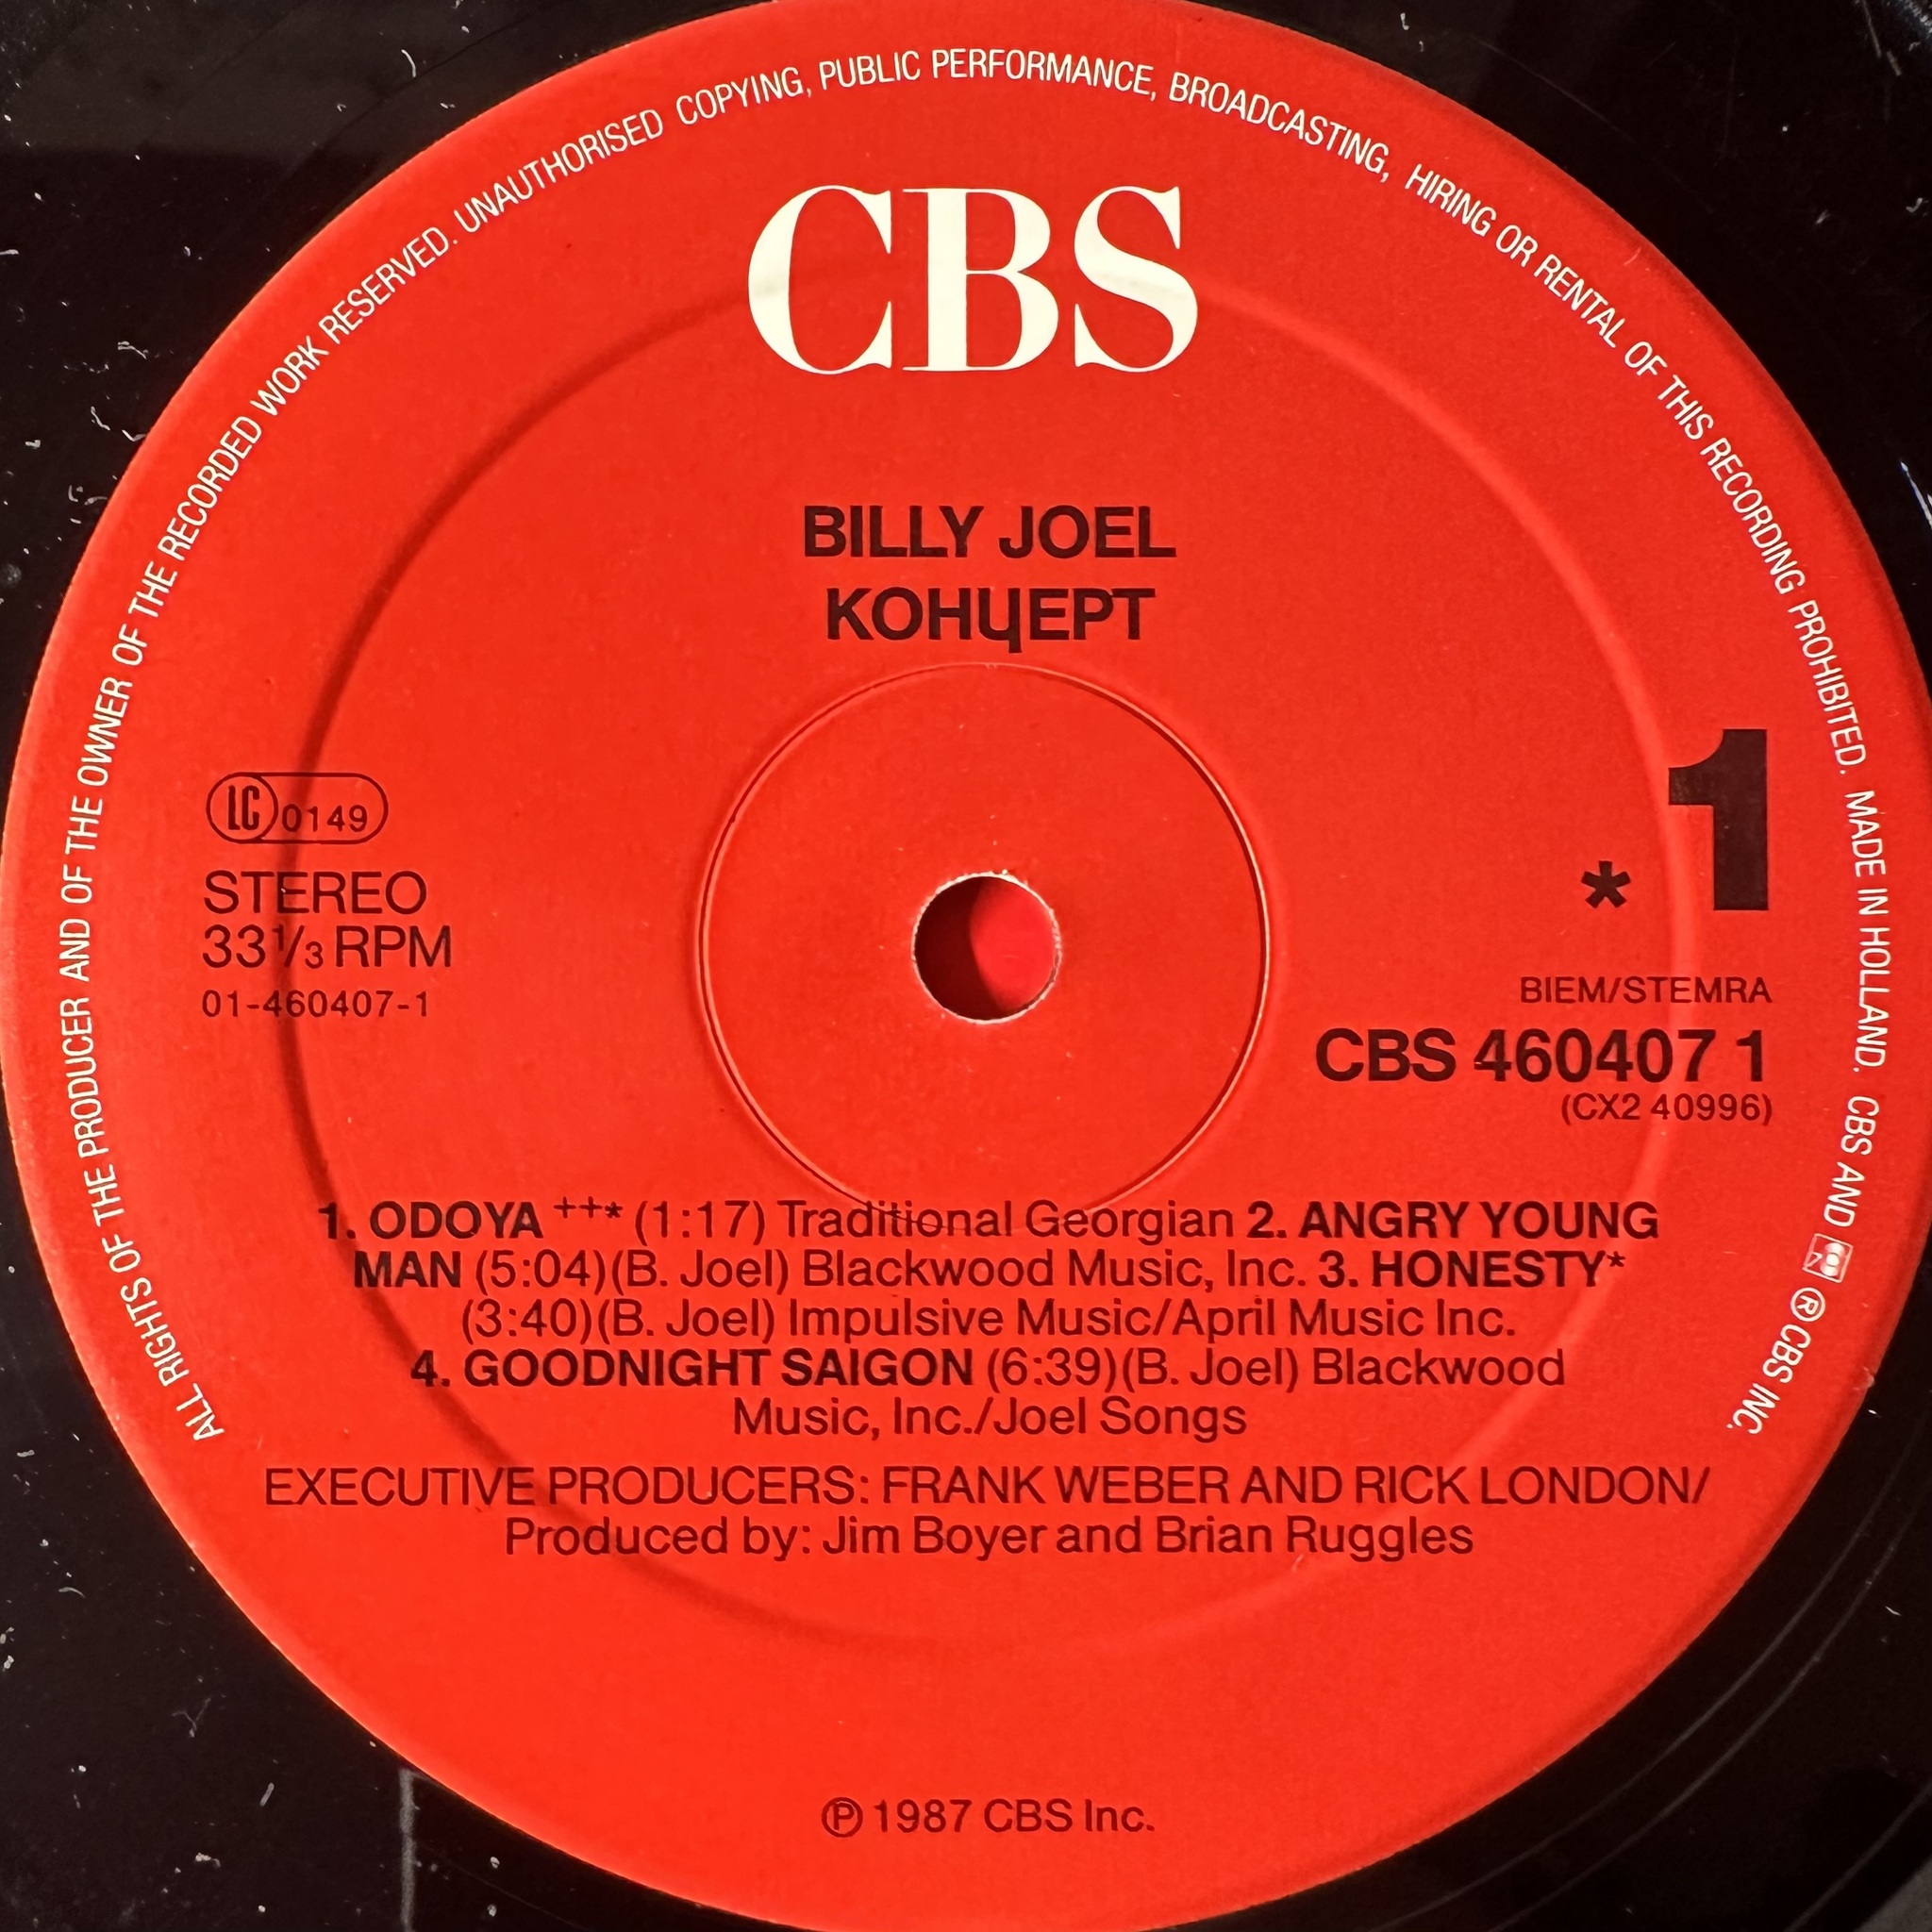 ALL RIGHTS OF THE PRODUCER AND OF THE OWNER OF THE RECORDED WORK RESERVED. UNAUTHORISED COPYING, PUBLIC PERFORMANCE, BROADCASTING, HIRING OR RENTAL OF THIS RECORDING PROHIBITED. MADE IN HOLLAND. CBS AND ® CBS INC.
CBS
BILLY JOEL
КОНЦЕРТ
LC 0149
STEREO
33 1/3 RPM
01-460407-1
1
*
BIEM/STEMRA
CBS 460407 1
(CX2 40996)
1. ODOYA ++* (1:17) Traditional Georgian 2. ANGRY YOUNG
MAN (5:04)(B. Joel) Blackwood Music, Inc. 3. HONESTY*
(3:40)(B. Joel) Impulsive Music/April Music Inc.
4. GOODNIGHT SAIGON (6:39)(B. Joel) Blackwood
Music, Inc./Joel Songs
EXECUTIVE PRODUCERS: FRANK WEBER AND RICK LONDON/
Produced by: Jim Boyer and Brian Ruggles
℗ 1987 CBS Inc.